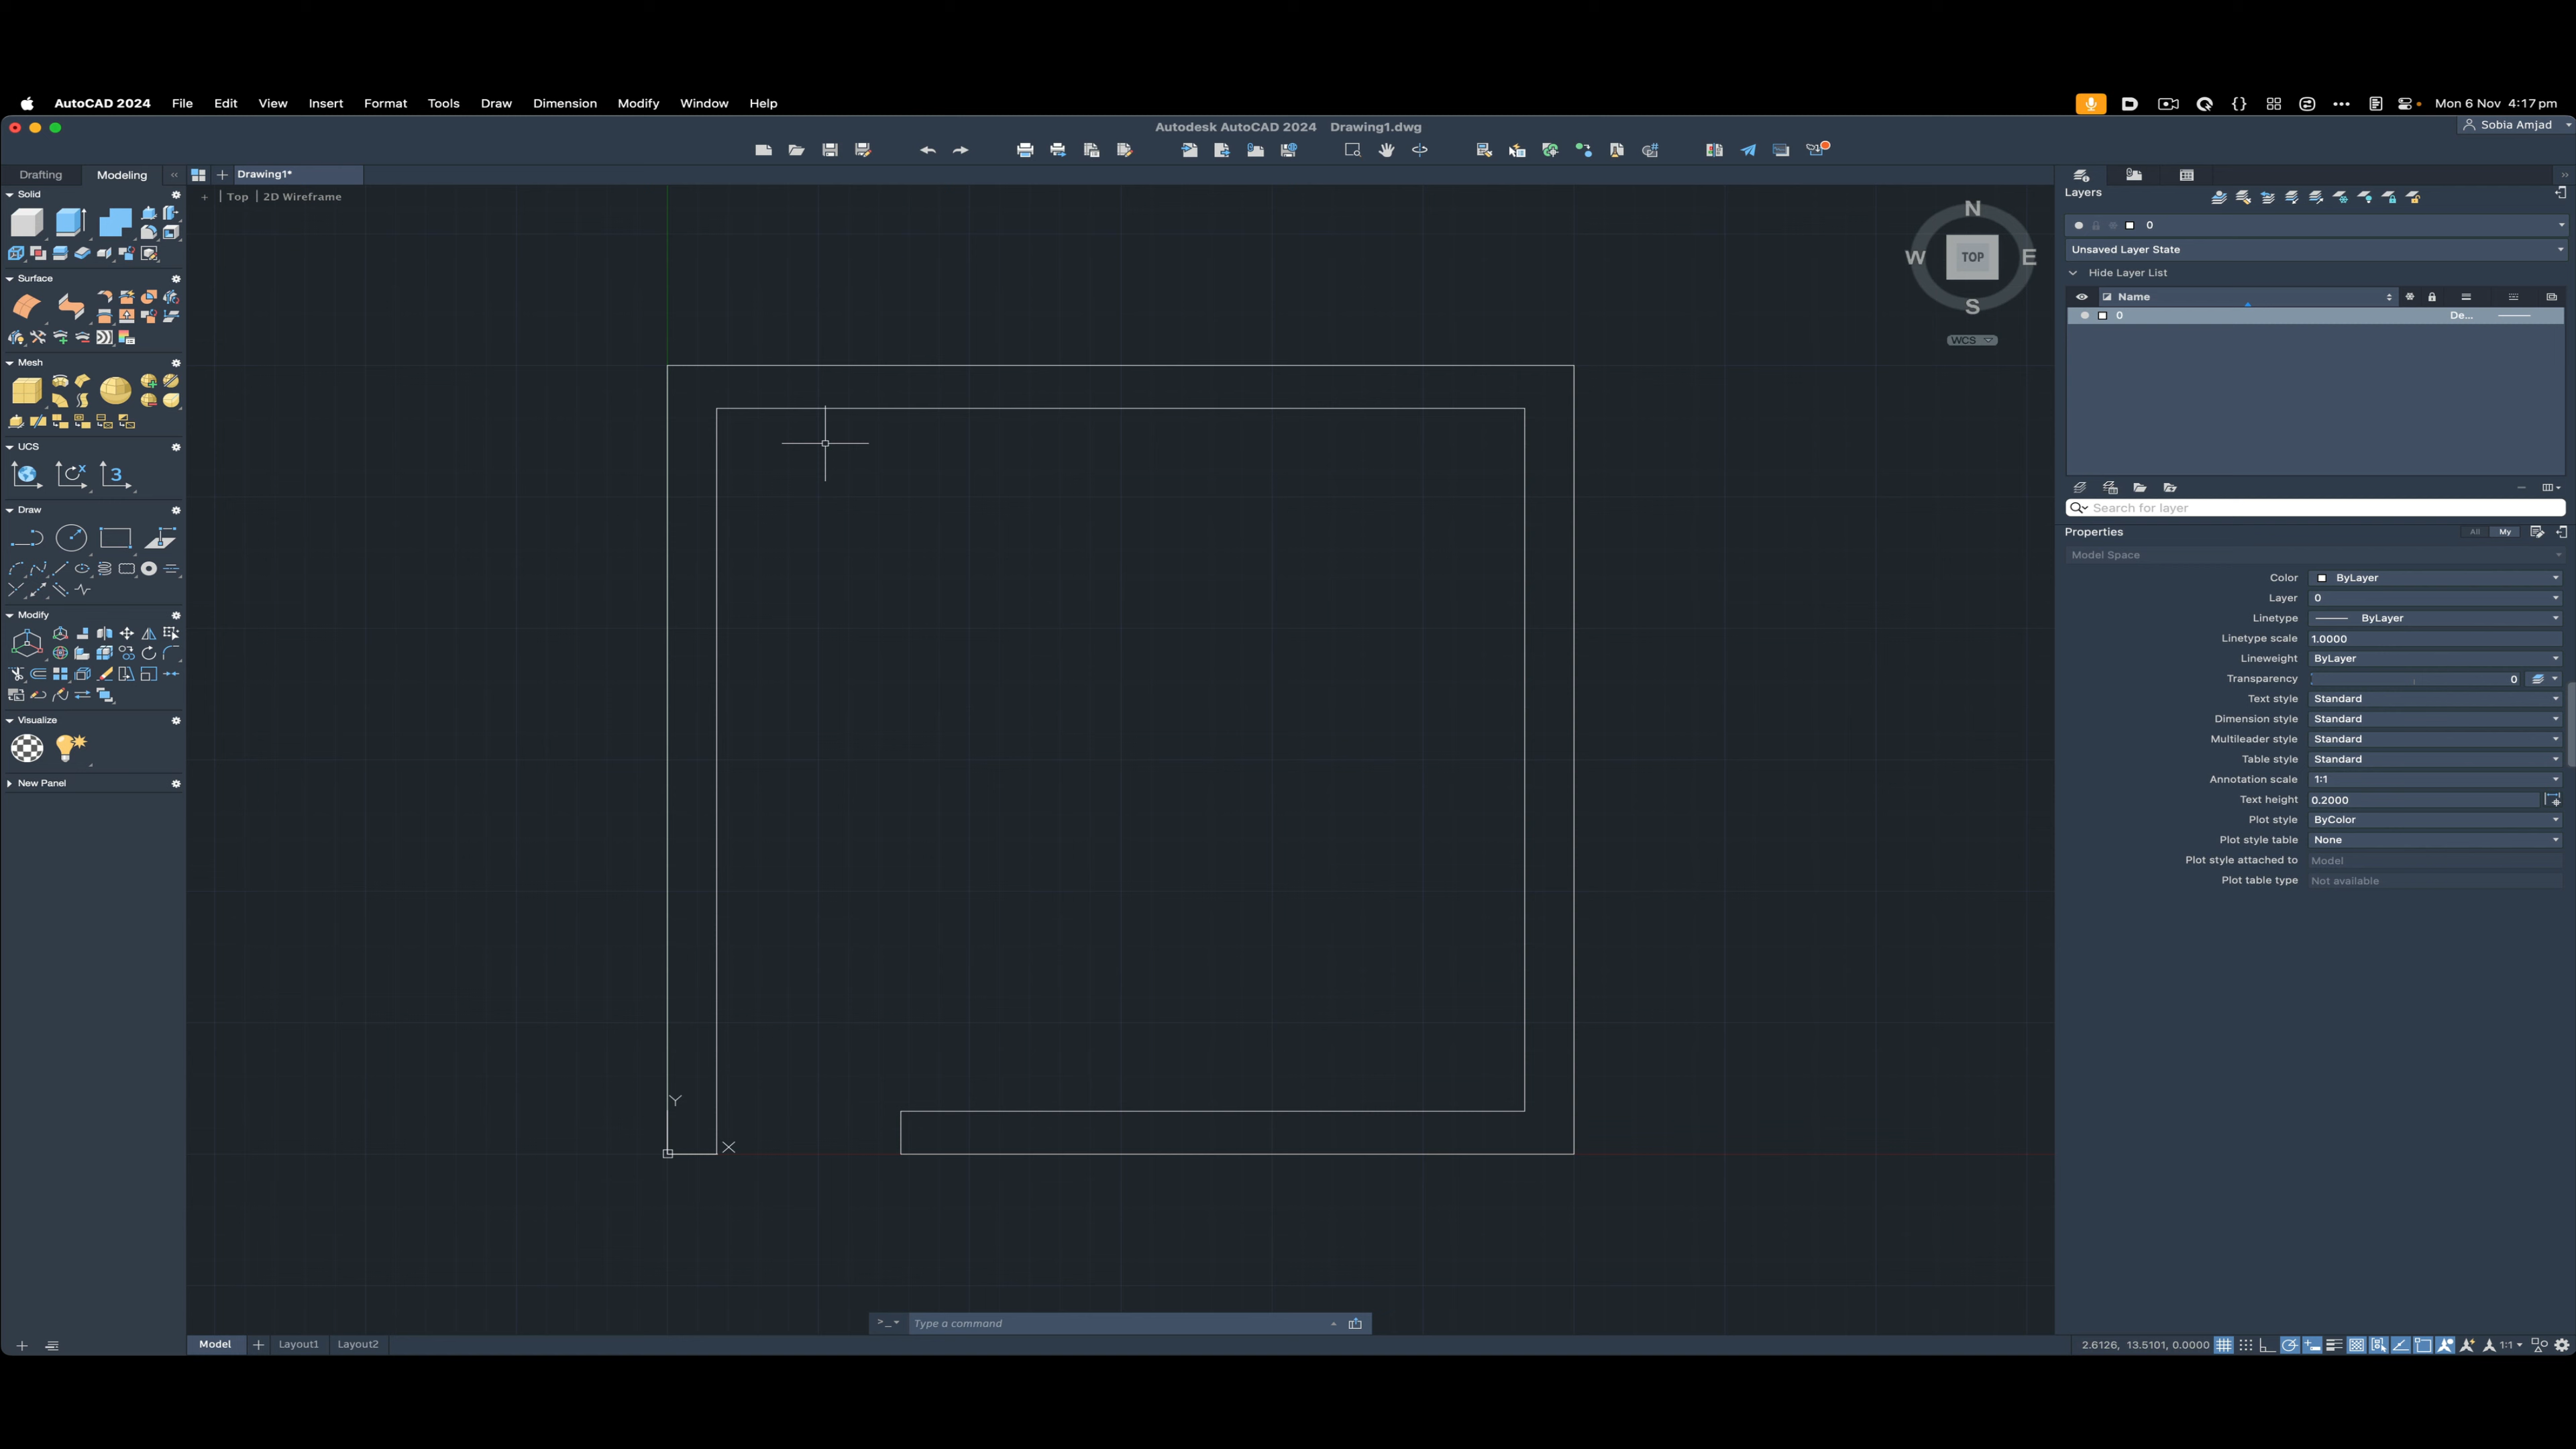 AutoCAD 2024 File Edit View Insert Format Tools Draw Dimension Modify Window Help Mon 6 Nov 4:17 pm
Autodesk AutoCAD 2024 Drawing1.dwg
Sobia Amjad
Drafting Modeling Drawing1*
Solid
+ | Top | 2D Wireframe
Surface
Mesh
UCS
3
Draw
Modify
Visualize
New Panel
N
W TOP E
S
WCS
Layers
0
Unsaved Layer State
Hide Layer List
Name
0 De...
Search for layer
Properties All My
Model Space
Color ByLayer
Layer 0
Linetype ByLayer
Linetype scale 1.0000
Lineweight ByLayer
Transparency 0
Text style Standard
Dimension style Standard
Multileader style Standard
Table style Standard
Annotation scale 1:1
Text height 0.2000
Plot style ByColor
Plot style table None
Plot style attached to Model
Plot table type Not available
Y
X
>_ Type a command
Model + Layout1 Layout2
2.6126, 13.5101, 0.0000 1:1